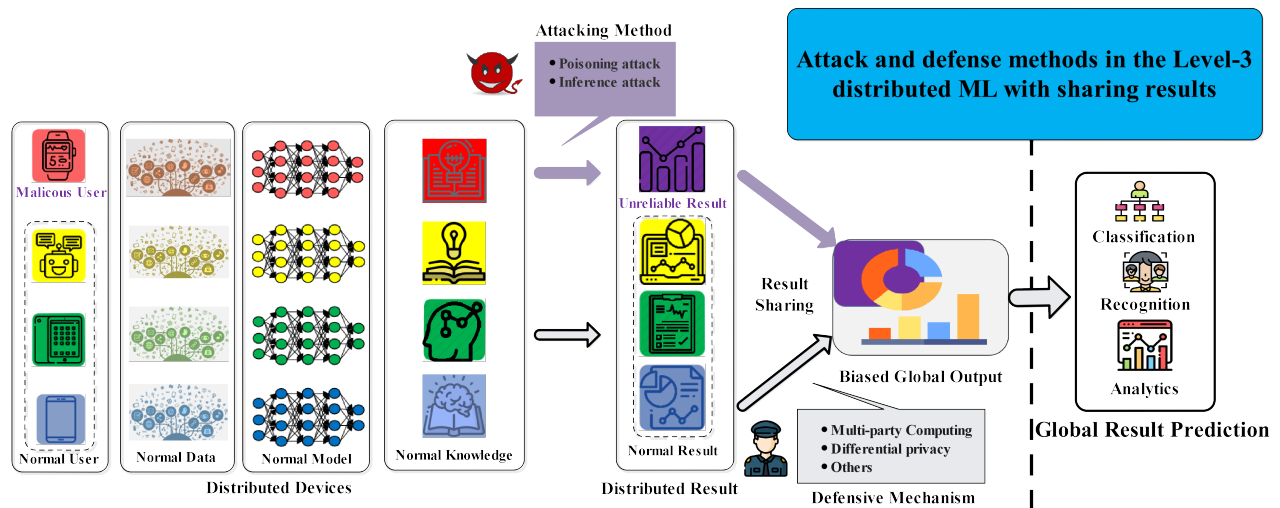 Attacking Method
• Poisoning attack
• Inference attack
Attack and defense methods in the Level-3
distributed ML with sharing results
5
Malicous User
Normal User
Normal Data
Normal Model
Normal Knowledge
Distributed Devices
Unreliable Result
Normal Result
Distributed Result
Result
Sharing
Biased Global Output
• Multi-party Computing
• Differential privacy
• Others
Defensive Mechanism
Classification
Recognition
Analytics
Global Result Prediction